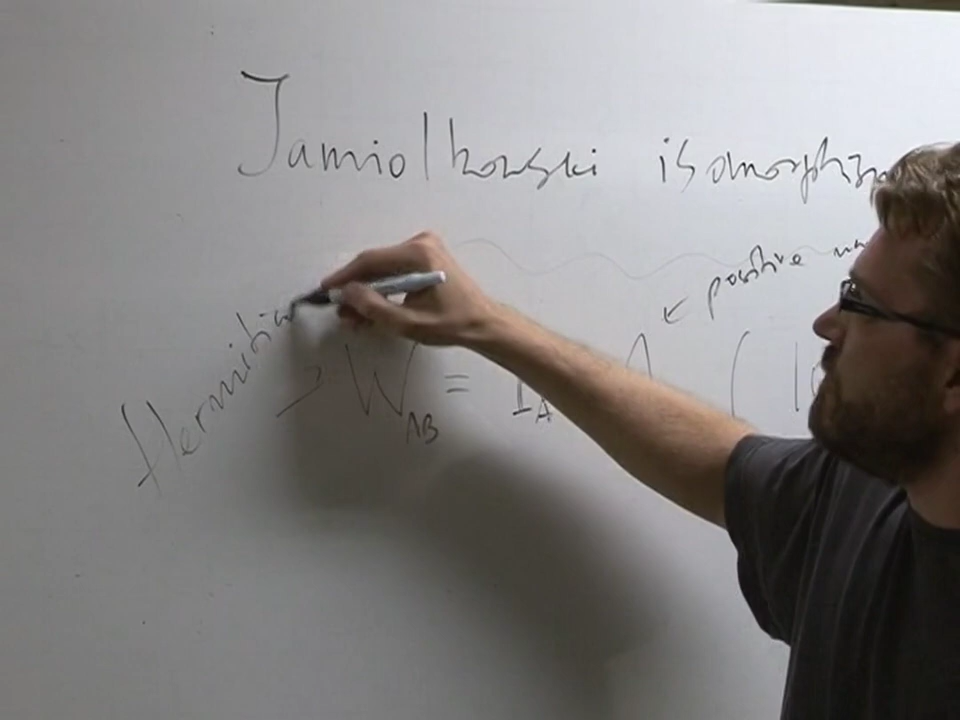 Jamiolkowski isomorphism
← positive
Hermitian
→ W_AB = 1_A ⊗ Λ ( |